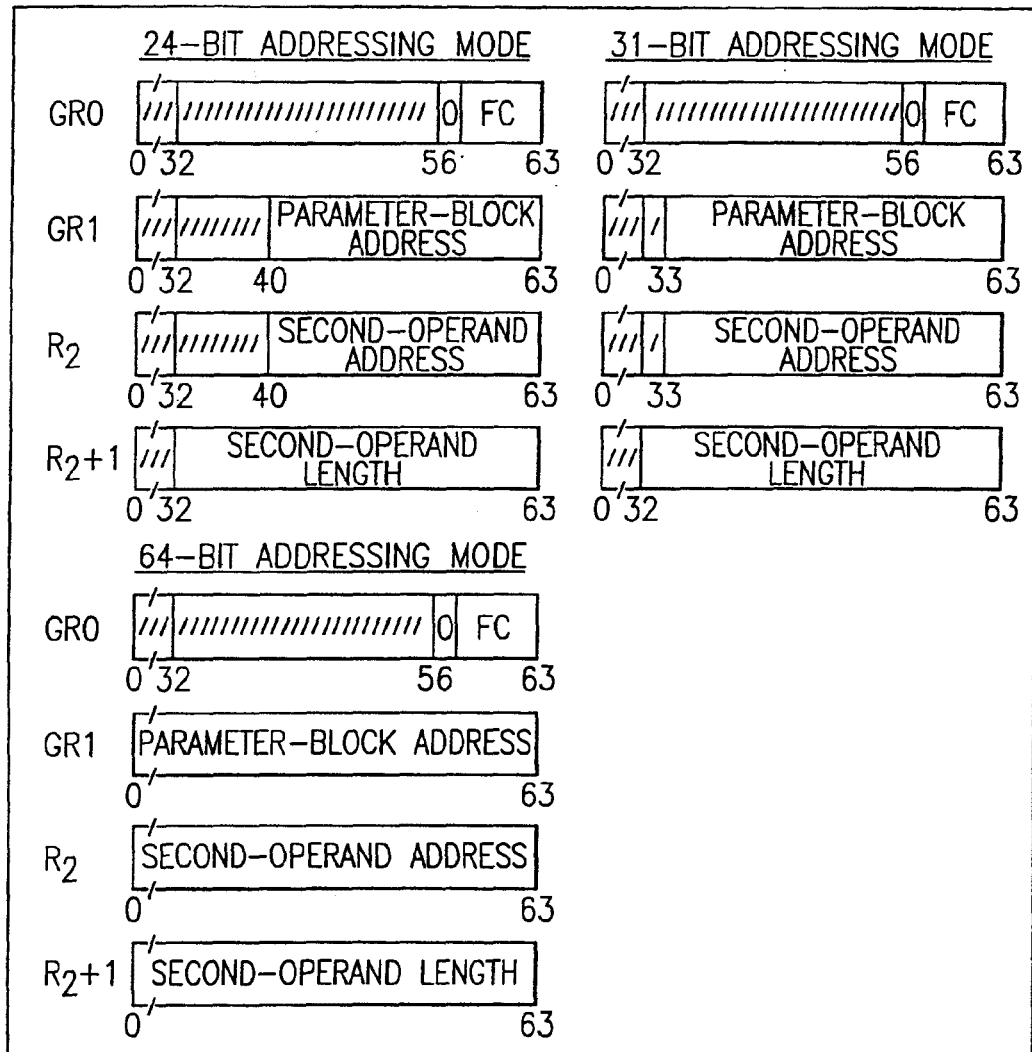 24-BIT ADDRESSING MODE
GR0 /// //////////////////////// 0 FC
0 32 56 63
GR1 /// //////// PARAMETER-BLOCK
ADDRESS
0 32 40 63
R2 /// //////// SECOND-OPERAND
ADDRESS
0 32 40 63
R2+1 /// SECOND-OPERAND
LENGTH
0 32 63
31-BIT ADDRESSING MODE
/// //////////////////////// 0 FC
0 32 56 63
/// / PARAMETER-BLOCK
ADDRESS
0 33 63
/// / SECOND-OPERAND
ADDRESS
0 33 63
/// SECOND-OPERAND
LENGTH
0 32 63
64-BIT ADDRESSING MODE
GR0 /// //////////////////////// 0 FC
0 32 56 63
GR1 PARAMETER-BLOCK ADDRESS
0 63
R2 SECOND-OPERAND ADDRESS
0 63
R2+1 SECOND-OPERAND LENGTH
0 63